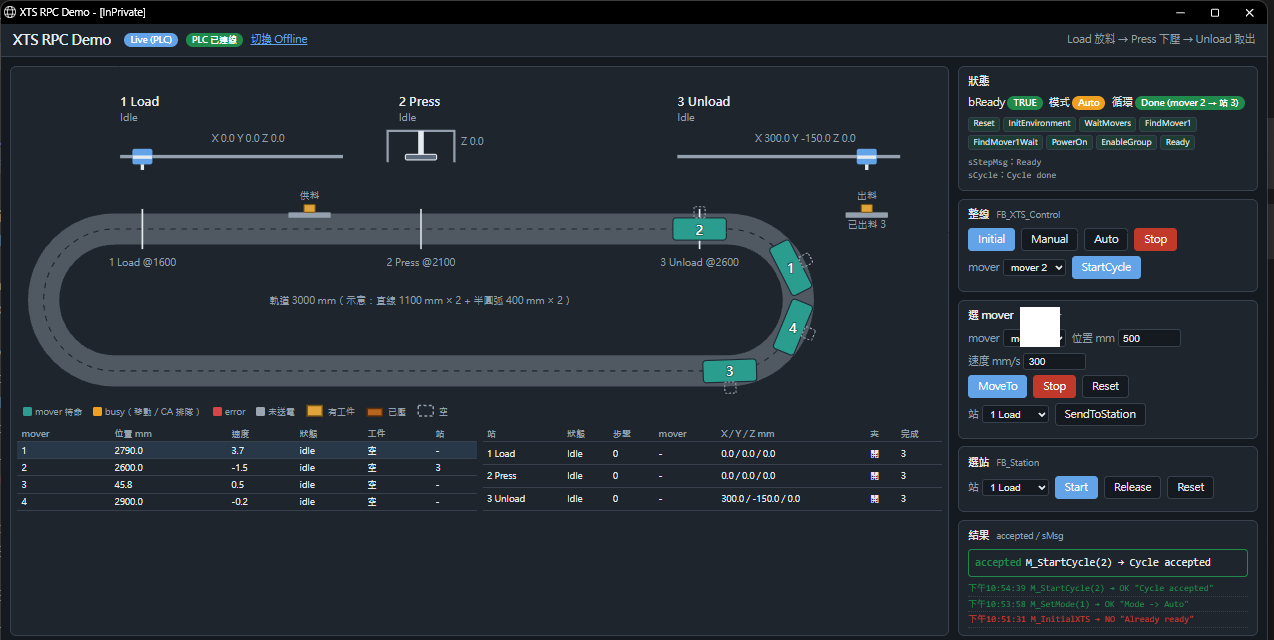 XTS RPC Demo - [InPrivate]
XTS RPC Demo Live (PLC) PLC 已連線 切換 Offline Load 放料 → Press 下壓 → Unload 取出
1 Load
Idle
X 0.0 Y 0.0 Z 0.0
2 Press
Idle
Z 0.0
3 Unload
Idle
X 300.0 Y -150.0 Z 0.0
供料
出料
已出料 3
1 Load @1600
2 Press @2100
3 Unload @2600
2
1
4
3
軌道 3000 mm（示意：直線 1100 mm × 2 + 半圓弧 400 mm × 2）
mover 待命 busy（移動 / CA 排隊） error 未送電 有工件 已壓 空
mover 位置 mm 速度 狀態 工件 站
1 2790.0 3.7 idle 空 -
2 2600.0 -1.5 idle 空 3
3 45.8 0.5 idle 空 -
4 2900.0 -0.2 idle 空 -
站 狀態 步驟 mover X / Y / Z mm 夾 完成
1 Load Idle 0 - 0.0 / 0.0 / 0.0 開 3
2 Press Idle 0 - 0.0 / 0.0 / 0.0 開 3
3 Unload Idle 0 - 300.0 / -150.0 / 0.0 開 3
狀態
bReady TRUE 模式 Auto 循環 Done (mover 2 → 站 3)
Reset InitEnvironment WaitMovers FindMover1
FindMover1Wait PowerOn EnableGroup Ready
sStepMsg：Ready
sCycle：Cycle done
整線 FB_XTS_Control
Initial Manual Auto Stop
mover mover 2 StartCycle
選 mover
mover 位置 mm 500
速度 mm/s 300
MoveTo Stop Reset
站 1 Load SendToStation
選站 FB_Station
站 1 Load Start Release Reset
結果 accepted / sMsg
accepted M_StartCycle(2) → Cycle accepted
下午10:54:39 M_StartCycle(2) → OK "Cycle accepted"
下午10:53:58 M_SetMode(1) → OK "Mode -> Auto"
下午10:51:31 M_InitialXTS → NO "Already ready"